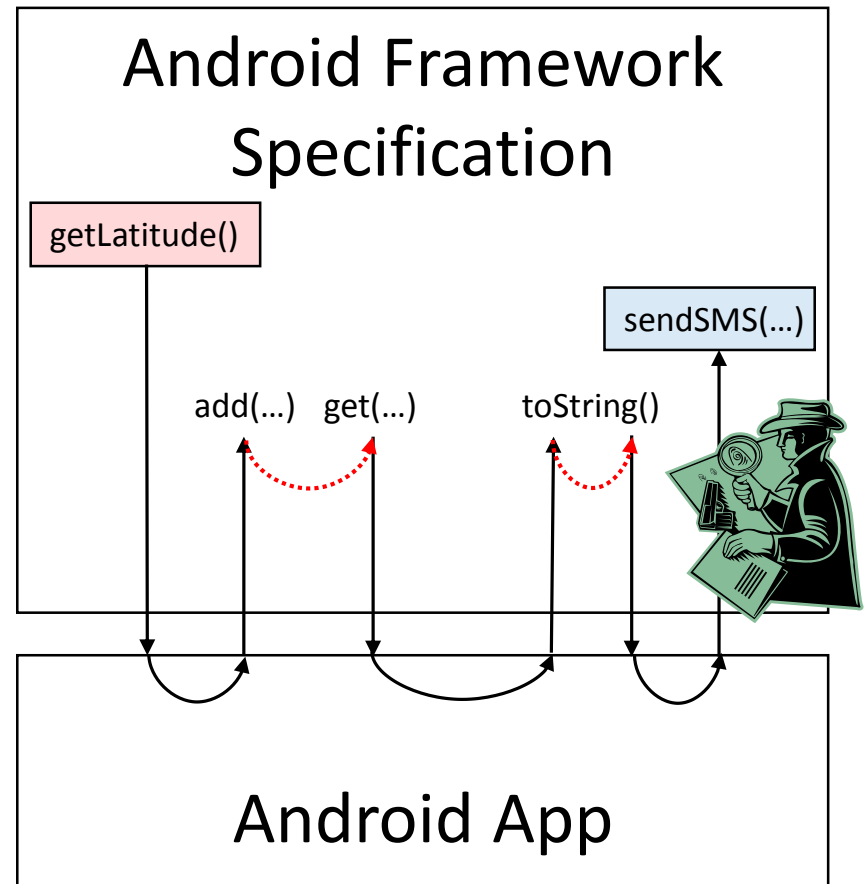 Android Framework
Specification
getLatitude()
sendSMS(…)
add(…) get(…) toString()
Android App